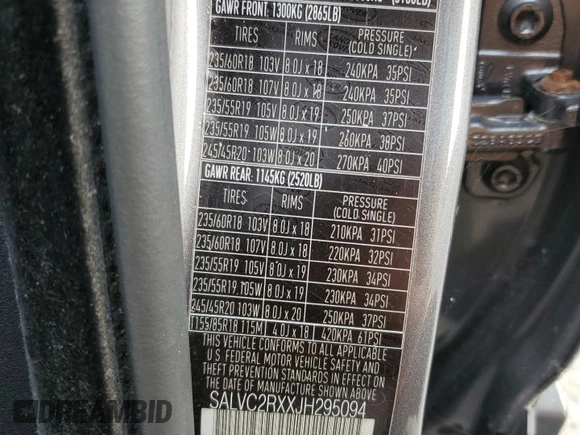 GAWR FRONT: 1300KG (2865LB)
TIRES RIMS PRESSURE (COLD SINGLE)
235/60R18 103V 8.0J x 18 240KPA 35PSI
235/60R18 107V 8.0J x 18 240KPA 35PSI
235/55R19 105V 8.0J x 19 250KPA 37PSI
235/55R19 105W 8.0J x 19 260KPA 38PSI
245/45R20 103W 8.0J x 20 270KPA 40PSI
GAWR REAR: 1145KG (2520LB)
TIRES RIMS PRESSURE (COLD SINGLE)
235/60R18 103V 8.0J x 18 210KPA 31PSI
235/60R18 107V 8.0J x 18 220KPA 32PSI
235/55R19 105V 8.0J x 19 230KPA 34PSI
235/55R19 105W 8.0J x 19 230KPA 34PSI
245/45R20 103W 8.0J x 20 250KPA 37PSI
T155/85R18 115M 4.0J x 18 420KPA 61PSI
THIS VEHICLE CONFORMS TO ALL APPLICABLE
U.S FEDERAL MOTOR VEHICLE SAFETY AND
THEFT PREVENTION STANDARDS IN EFFECT ON
THE DATE OF MANUFACTURE SHOWN ABOVE
SALVC2RXXJH295094
DREAMBID